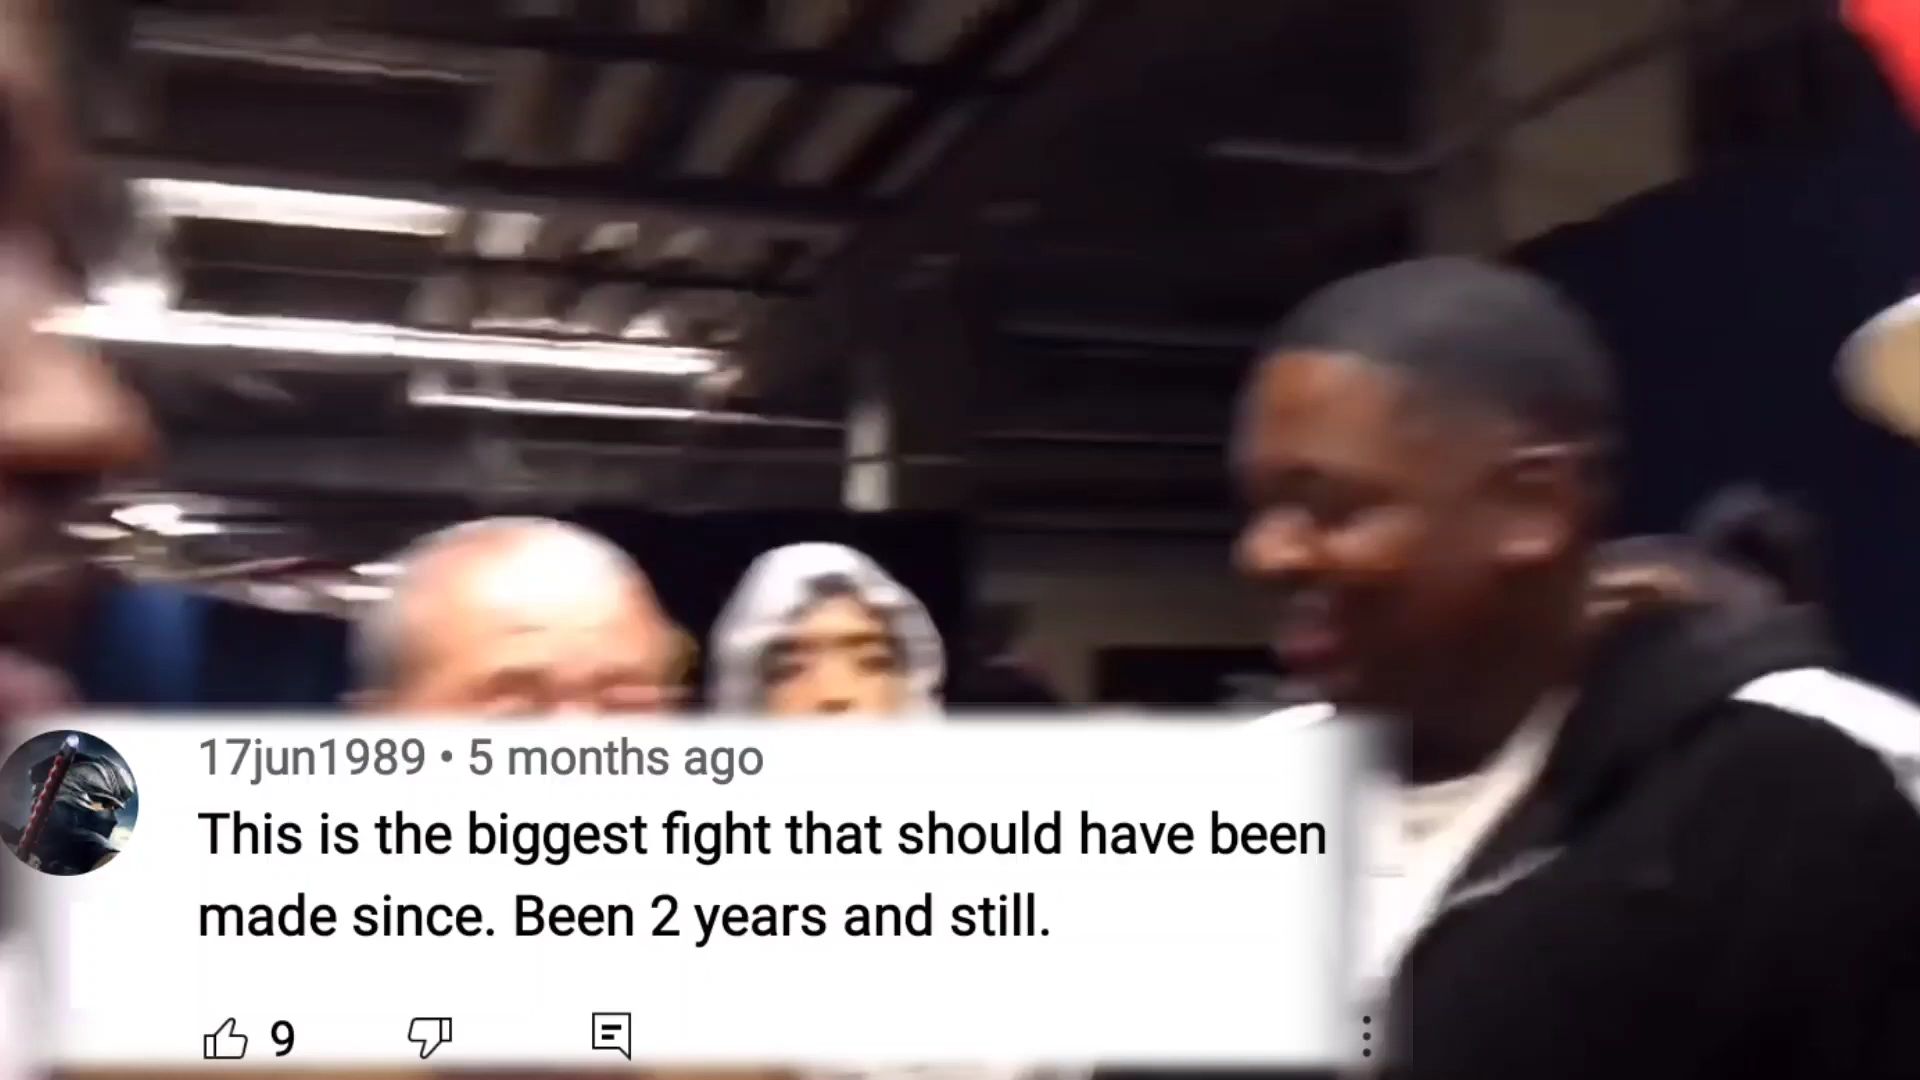 17jun1989 • 5 months ago
This is the biggest fight that should have been
made since. Been 2 years and still.
9